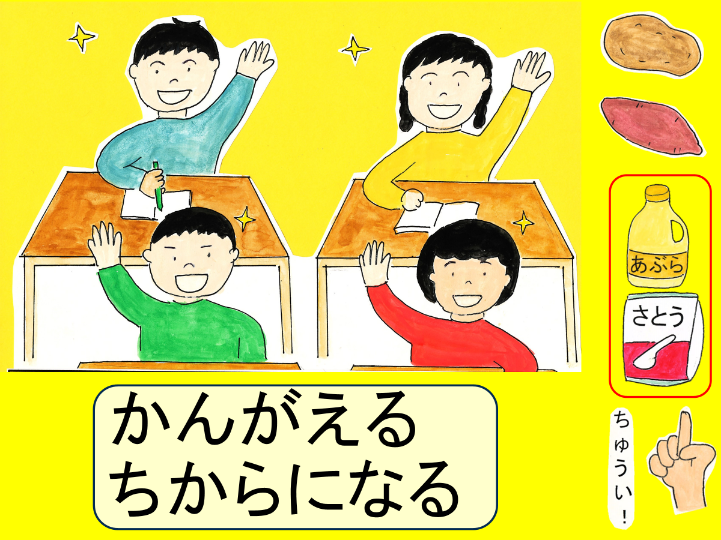 かんがえる
ちからになる
あぶら
さとう
ちゅうい！